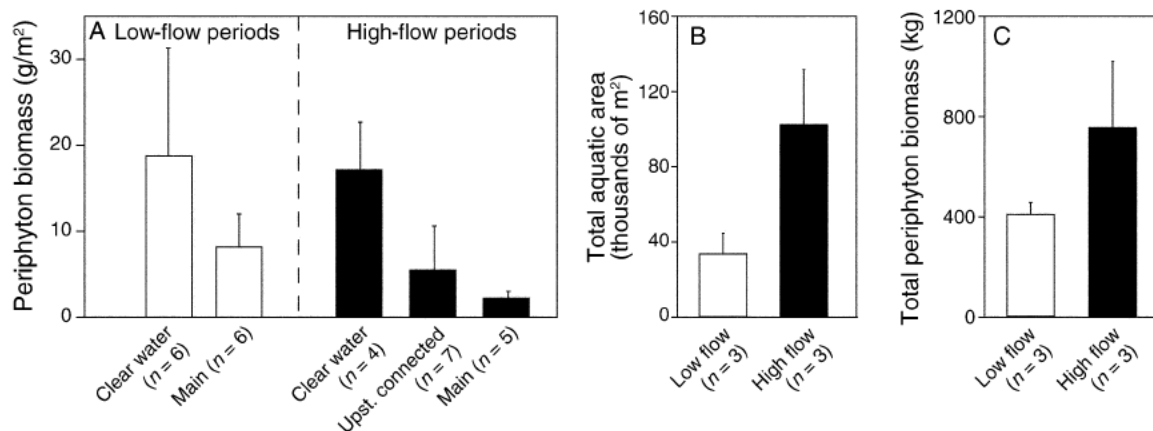 A Low-flow periods
High-flow periods
Periphyton biomass (g/m²)
30
20
10
0
Clear water
(n = 6)
Main (n = 6)
Clear water
(n = 4)
Upst. connected
(n = 7)
Main (n = 5)
B
Total aquatic area
(thousands of m²)
160
120
80
40
0
Low flow
(n = 3)
High flow
(n = 3)
C
Total periphyton biomass (kg)
1200
800
400
0
Low flow
(n = 3)
High flow
(n = 3)